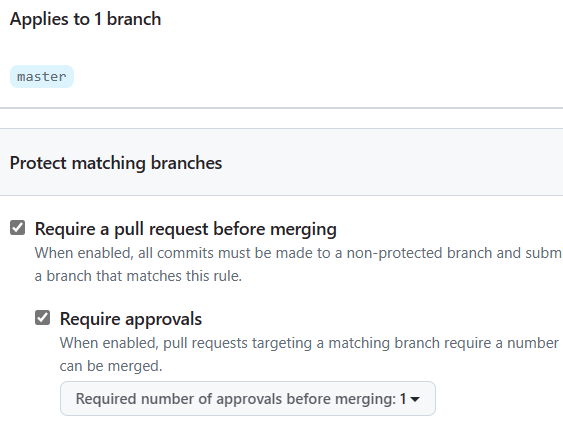 Applies to 1 branch
master
Protect matching branches
Require a pull request before merging
When enabled, all commits must be made to a non-protected branch and subm
a branch that matches this rule.
Require approvals
When enabled, pull requests targeting a matching branch require a number
can be merged.
Required number of approvals before merging: 1